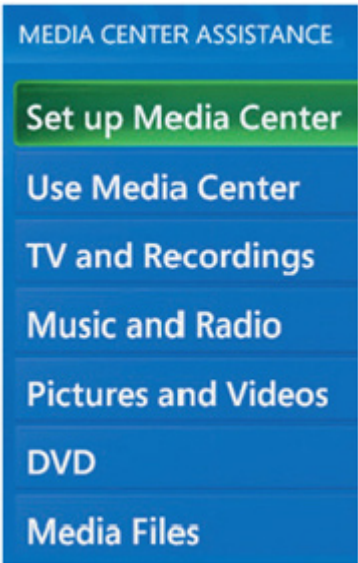 MEDIA CENTER ASSISTANCE
Set up Media Center
Use Media Center
TV and Recordings
Music and Radio
Pictures and Videos
DVD
Media Files